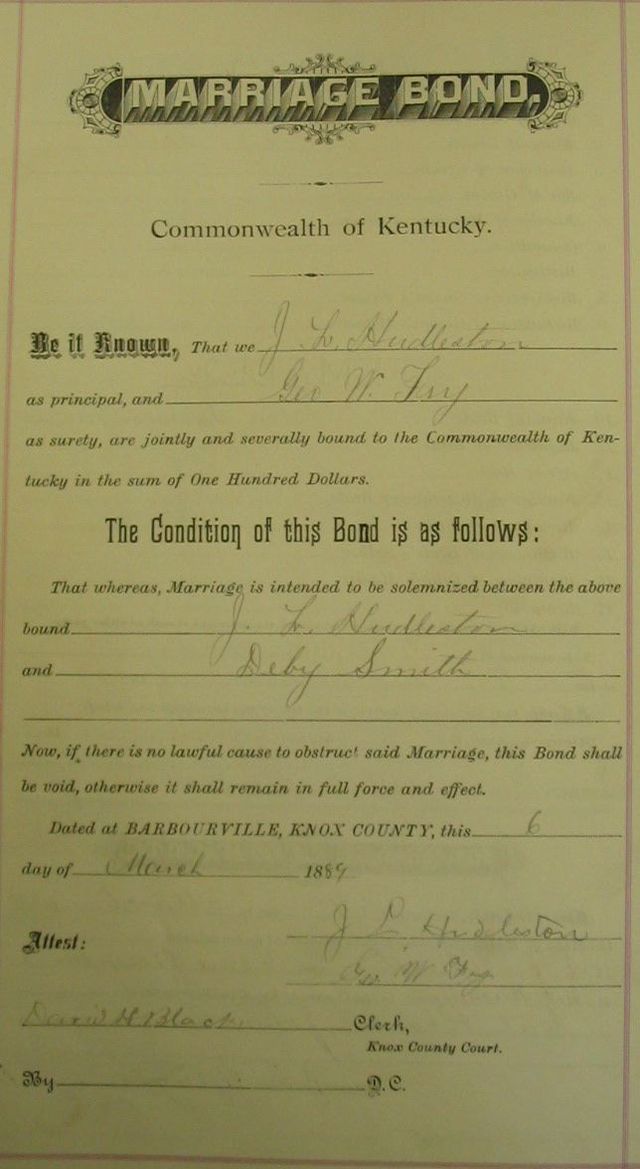 MARRIAGE BOND.
Commonwealth of Kentucky.
Be it Known, That we J. L. Hudleston
as principal, and Geo W. Fry
as surety, are jointly and severally bound to the Commonwealth of Ken-
tucky in the sum of One Hundred Dollars.
The Condition of this Bond is as follows:
That whereas, Marriage is intended to be solemnized between the above
bound J. L. Hudleston
and Deby Smith
Now, if there is no lawful cause to obstruct said Marriage, this Bond shall
be void, otherwise it shall remain in full force and effect.
Dated at BARBOURVILLE, KNOX COUNTY, this 6
day of March 1889
J L Hudleston
Attest:
Geo W Fry
David H Black Clerk,
Knox County Court.
By D.C.